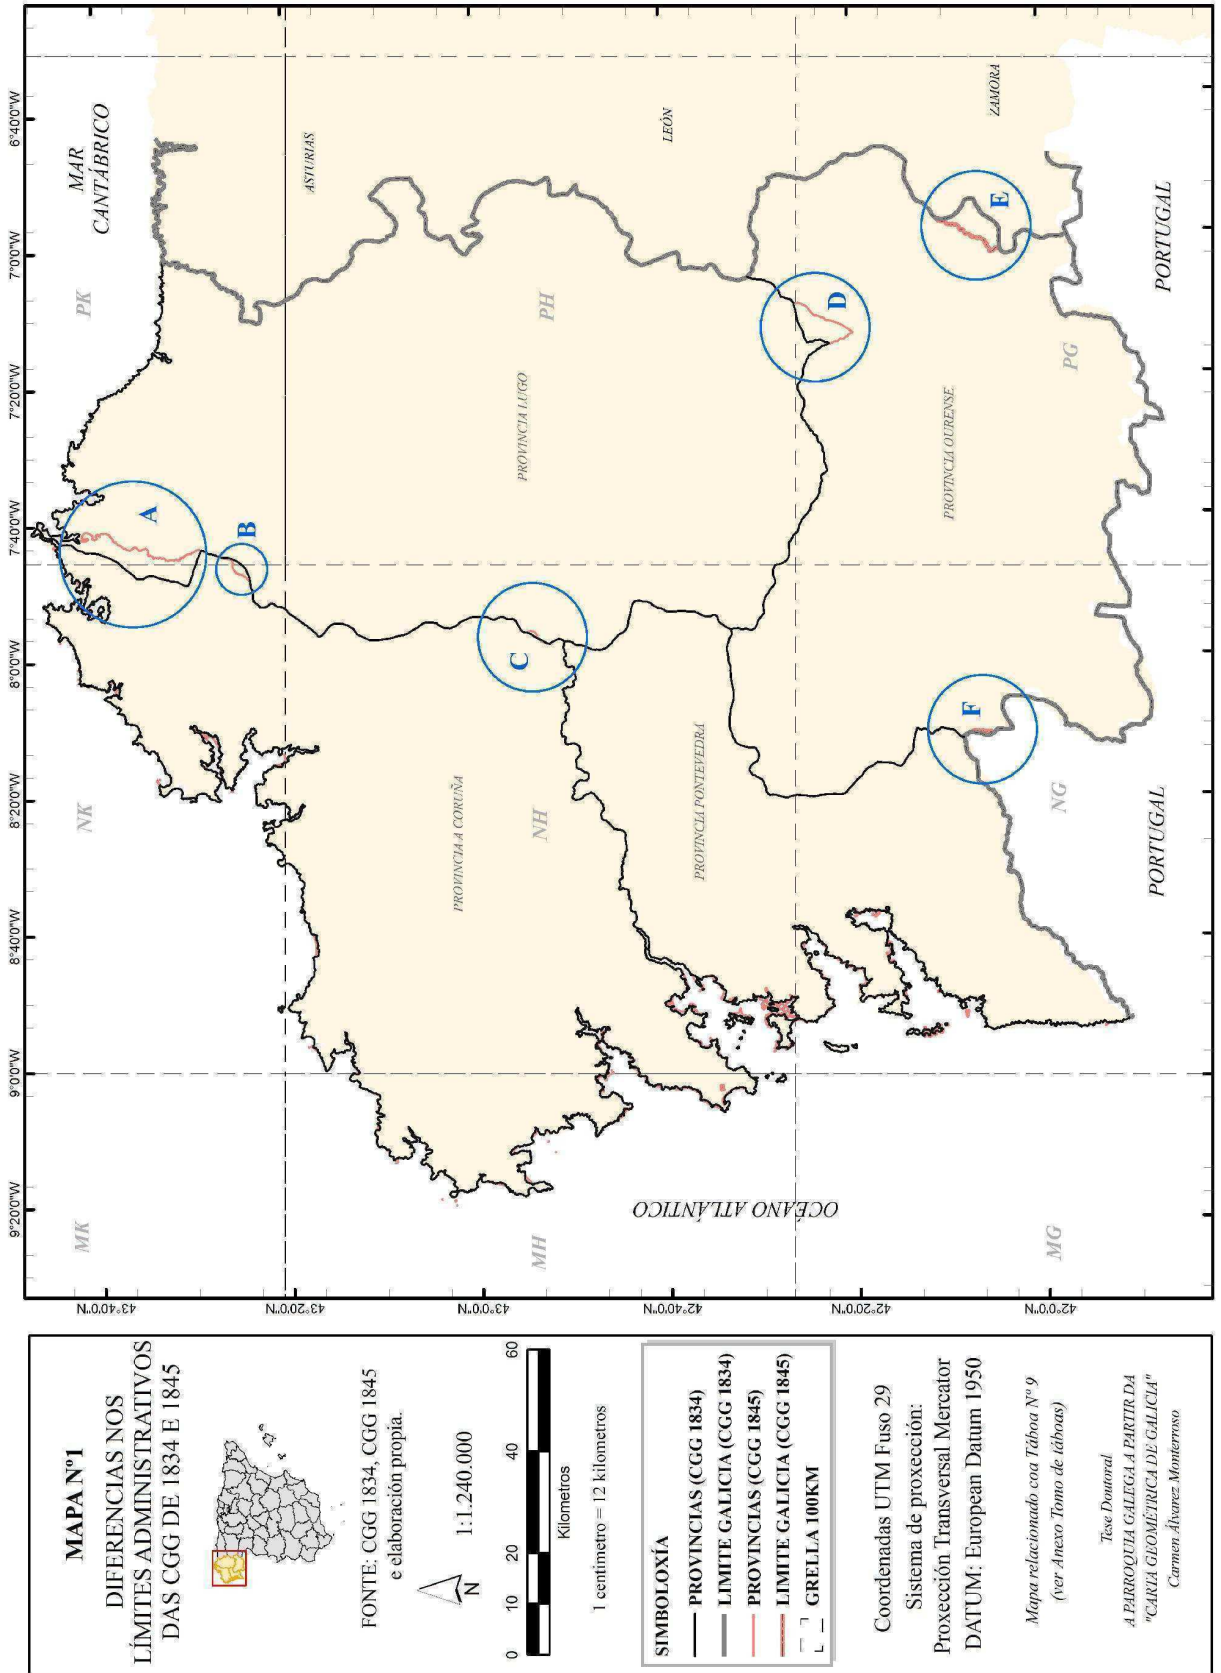 MAPA Nº1
DIFERENCIAS NOS
LÍMITES ADMINISTRATIVOS
DAS CGG DE 1834 E 1845
FONTE: CGG 1834, CGG 1845
e elaboración propia.
N
1:1.240.000
0 10 20 40 60
Kilometros
1 centimetro = 12 kilometros
SIMBOLOXÍA
PROVINCIAS (CGG 1834)
LIMITE GALICIA (CGG 1834)
PROVINCIAS (CGG 1845)
LIMITE GALICIA (CGG 1845)
GRELLA 100KM
Coordenadas UTM Fuso 29
Sistema de proxección:
Proxección Transversal Mercator
DATUM: European Datum 1950
Mapa relacionado coa Táboa Nº 9
(ver Anexo Tomo de táboas)
Tese Doutoral
A PARROQUIA GALEGA A PARTIR DA
"CARTA GEOMÉTRICA DE GALICIA"
Carmen Álvarez Monterroso
9°20'0"W
9°0'0"W
8°40'0"W
8°20'0"W
8°0'0"W
7°40'0"W
7°20'0"W
7°0'0"W
6°40'0"W
43°40'0"N
43°20'0"N
43°0'0"N
42°40'0"N
42°20'0"N
42°0'0"N
MK
NK
PK
MAR
CANTÁBRICO
A
B
ASTURIAS
PROVINCIA LUGO
PROVINCIA A CORUÑA
MH
NH
PH
C
LEÓN
OCÉANO ATLÁNTICO
PROVINCIA PONTEVEDRA
D
PROVINCIA OURENSE
ZAMORA
E
F
MG
NG
PG
PORTUGAL
PORTUGAL